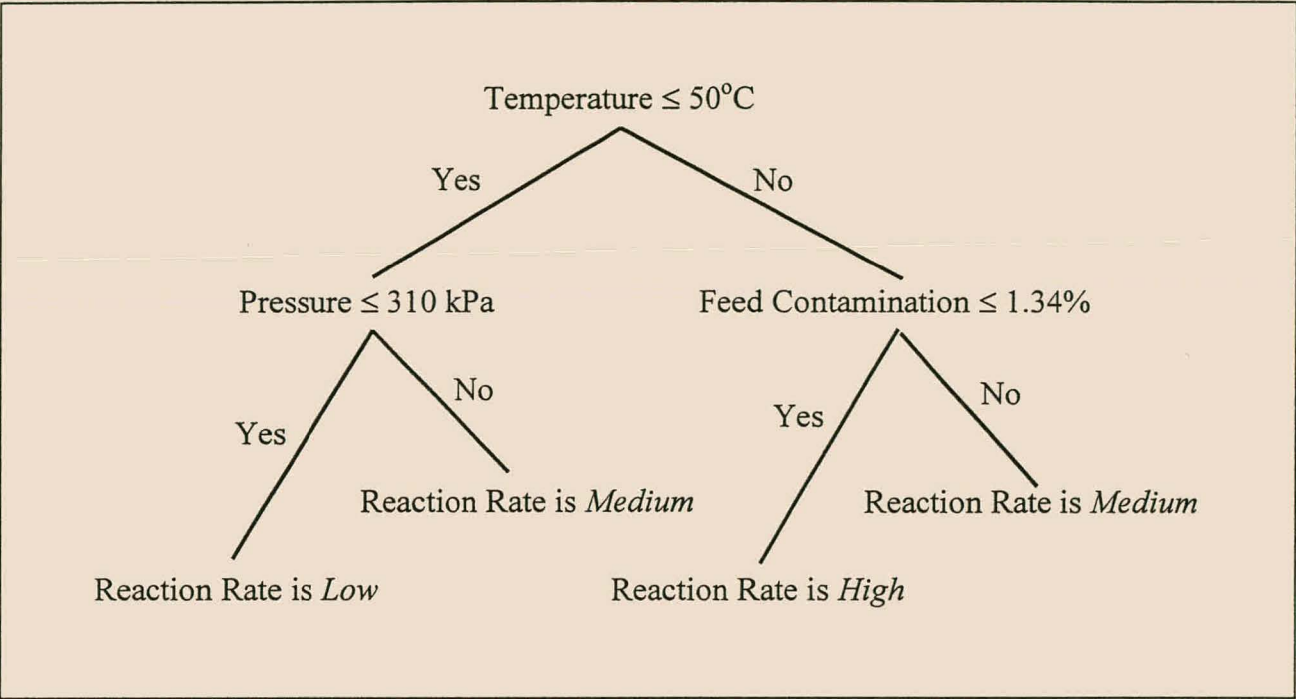 Temperature ≤ 50°C
Yes
No
Pressure ≤ 310 kPa
Feed Contamination ≤ 1.34%
Yes
No
Yes
No
Reaction Rate is Medium
Reaction Rate is Medium
Reaction Rate is Low
Reaction Rate is High